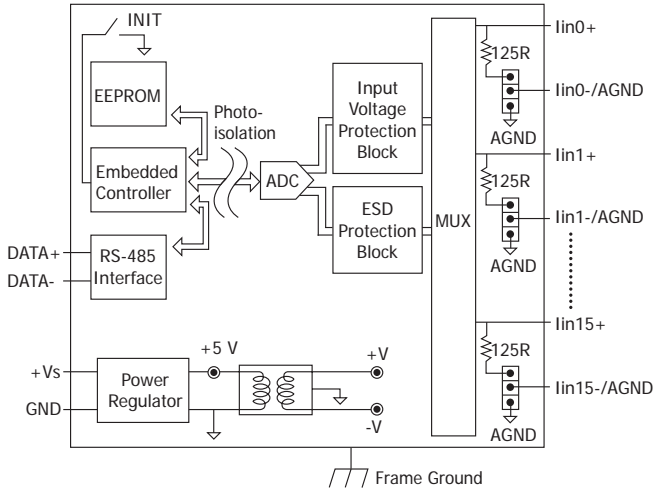 INIT
EEPROM
Photo-
isolation
Embedded
Controller
ADC
Input
Voltage
Protection
Block
ESD
Protection
Block
MUX
DATA+
DATA-
RS-485
Interface
+Vs
GND
Power
Regulator
+5 V
+V
-V
Iin0+
125R
Iin0-/AGND
AGND
Iin1+
125R
Iin1-/AGND
AGND
Iin15+
125R
Iin15-/AGND
AGND
Frame Ground